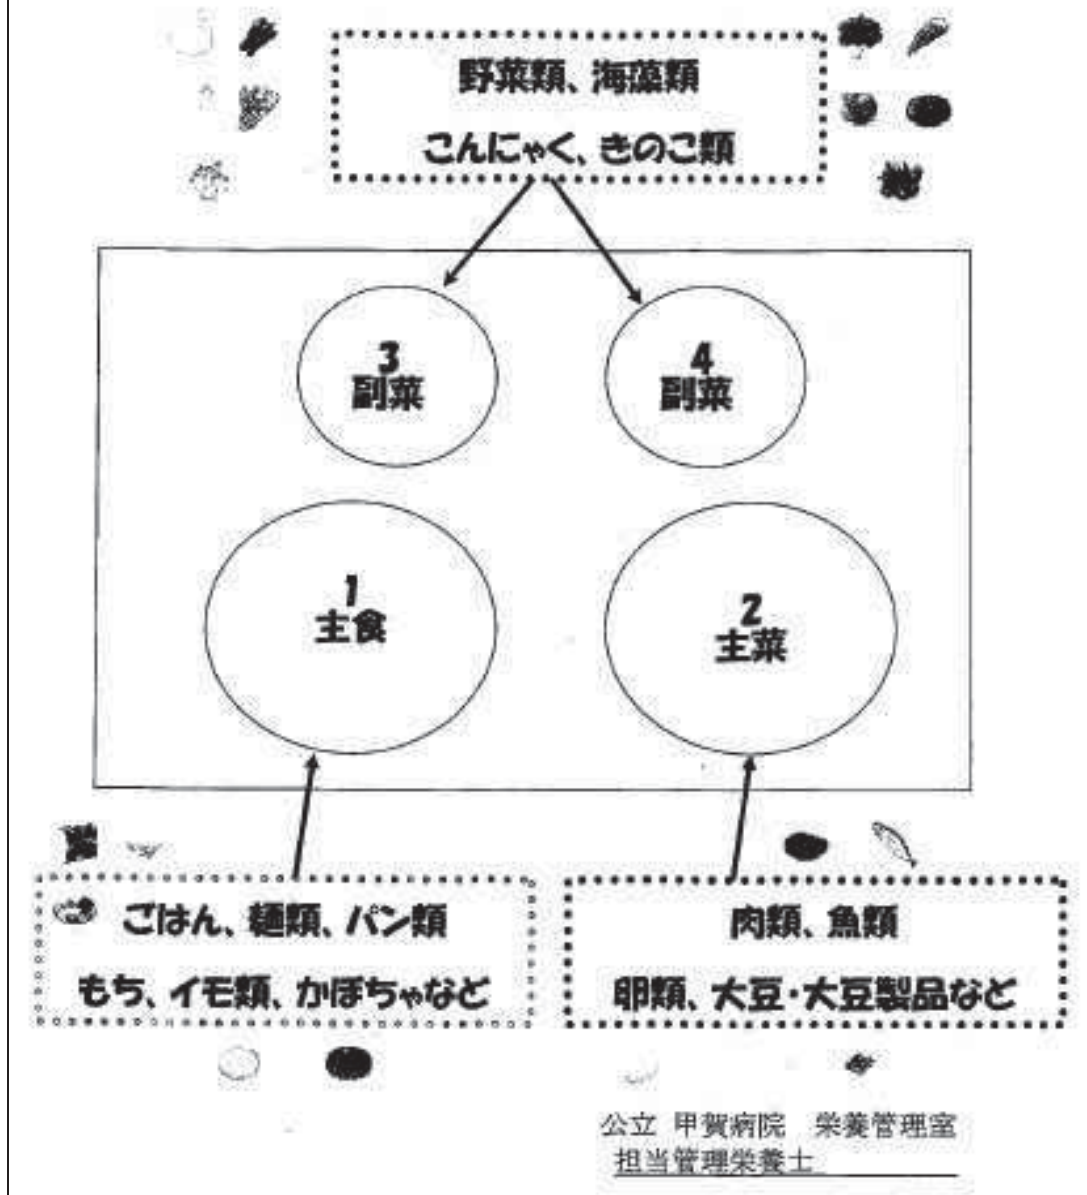 野菜類、海藻類
こんにゃく、きのこ類
3
副菜
4
副菜
1
主食
2
主菜
ごはん、麺類、パン類
もち、イモ類、かぼちゃなど
肉類、魚類
卵類、大豆・大豆製品など
公立 甲賀病院 栄養管理室
担当管理栄養士